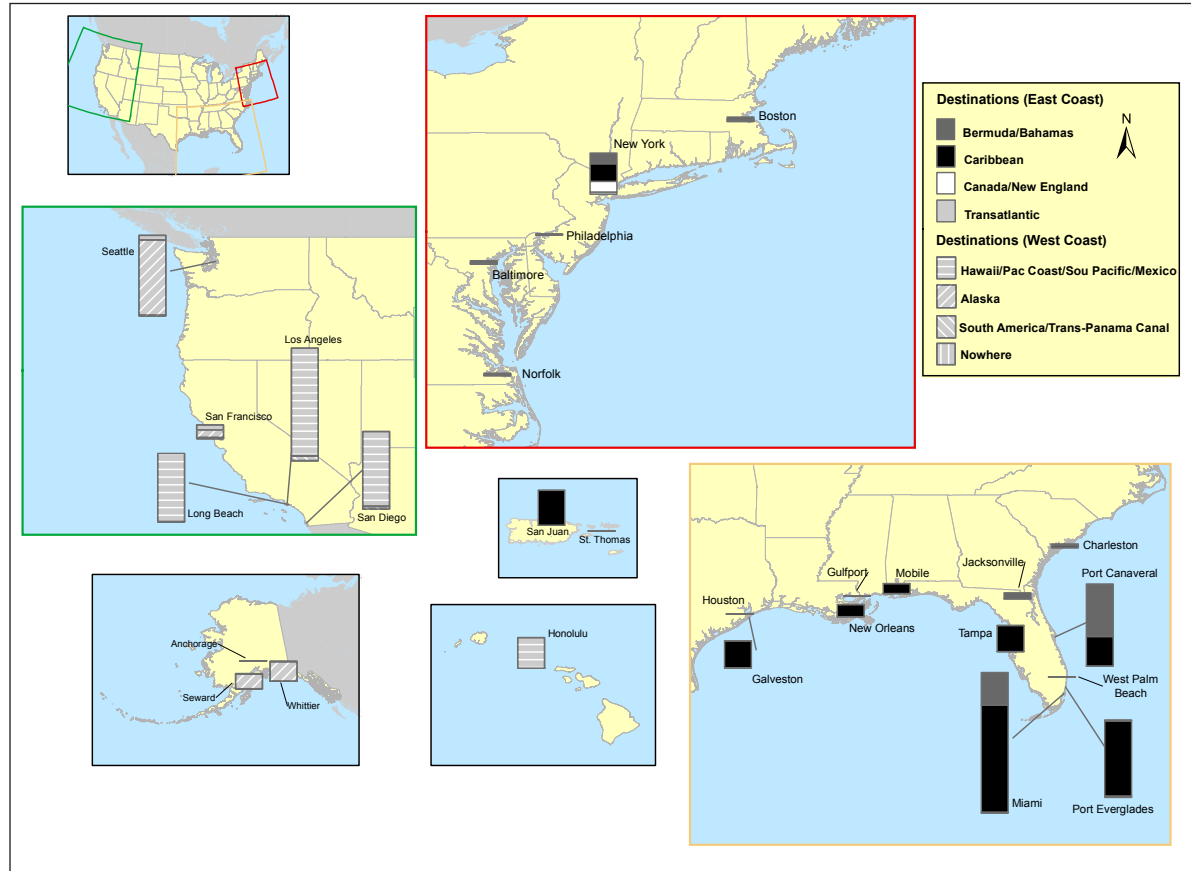 Boston
New York
Philadelphia
Baltimore
Norfolk
Destinations (East Coast)
N
Bermuda/Bahamas
Caribbean
Canada/New England
Transatlantic
Destinations (West Coast)
Hawaii/Pac Coast/Sou Pacific/Mexico
Alaska
South America/Trans-Panama Canal
Nowhere
Seattle
Los Angeles
San Francisco
Long Beach
San Diego
San Juan
St. Thomas
Anchorage
Seward
Whittier
Honolulu
Charleston
Jacksonville
Port Canaveral
Gulfport
Mobile
Houston
New Orleans
Tampa
Galveston
West Palm
Beach
Miami
Port Everglades